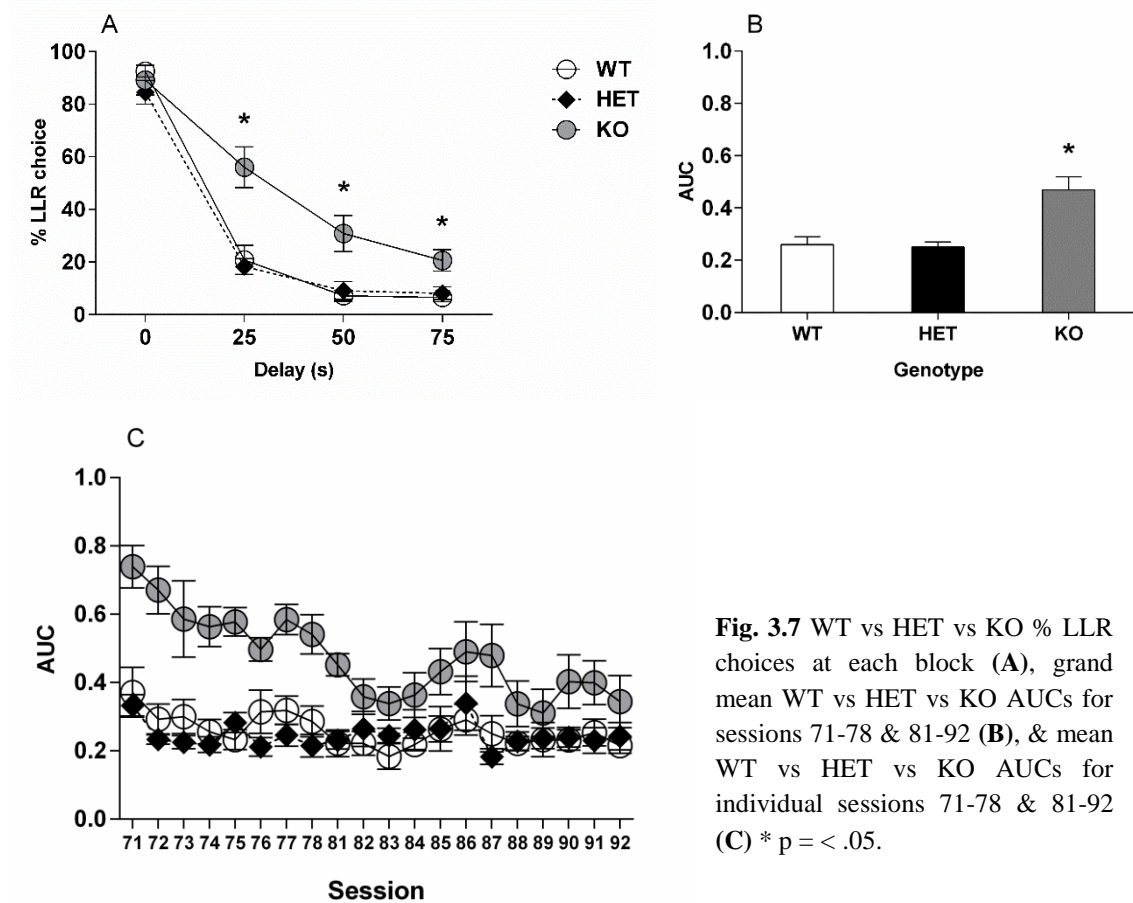 A
100
80
60
40
20
0
% LLR choice
* * *
0 25 50 75
Delay (s)
WT
HET
KO
B
1.0
0.8
0.6
0.4
0.2
0.0
AUC
*
WT HET KO
Genotype
C
1.0
0.8
0.6
0.4
0.2
0.0
AUC
71 72 73 74 75 76 77 78 81 82 83 84 85 86 87 88 89 90 91 92
Session
Fig. 3.7 WT vs HET vs KO % LLR
choices at each block (A), grand
mean WT vs HET vs KO AUCs for
sessions 71-78 & 81-92 (B), & mean
WT vs HET vs KO AUCs for
individual sessions 71-78 & 81-92
(C) * p = < .05.